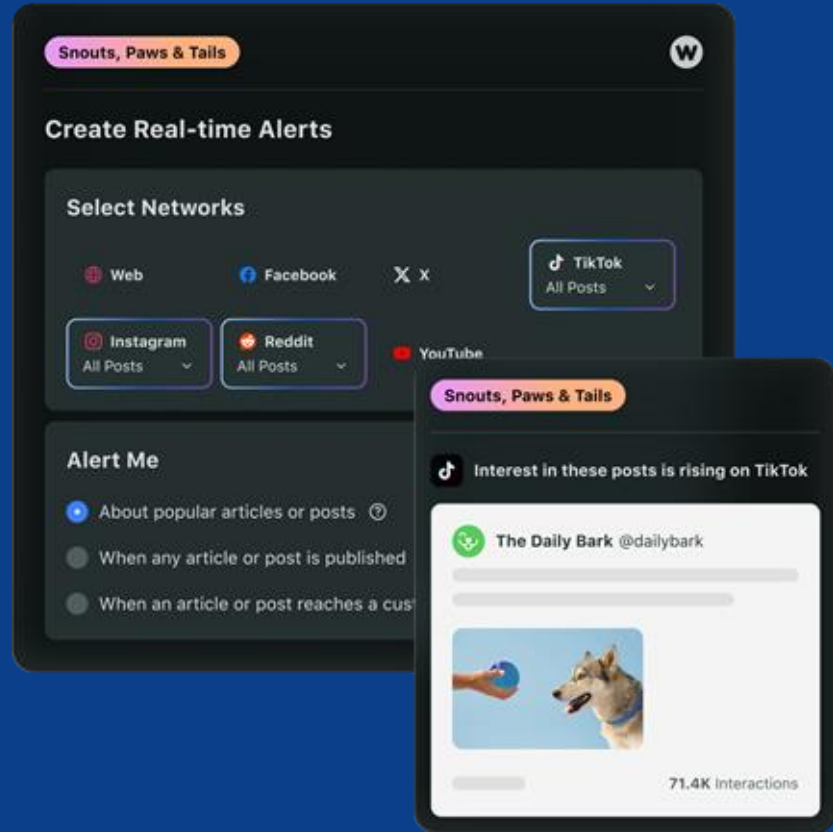 Snouts, Paws & Tails
W
Create Real-time Alerts
Select Networks
Web
Facebook
X
TikTok
All Posts
Instagram
All Posts
Reddit
All Posts
YouTube
Alert Me
About popular articles or posts ?
When any article or post is published
When an article or post reaches a
Snouts, Paws & Tails
Interest in these posts is rising on TikTok
The Daily Bark @dailybark
71.4K Interactions